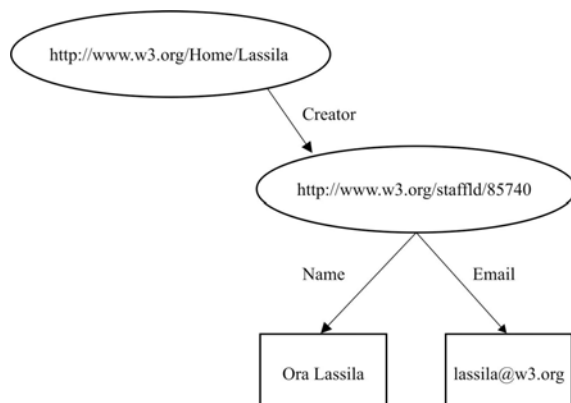 http://www.w3.org/Home/Lassila
Creator
http://www.w3.org/staffld/85740
Name
Email
Ora Lassila
lassila@w3.org